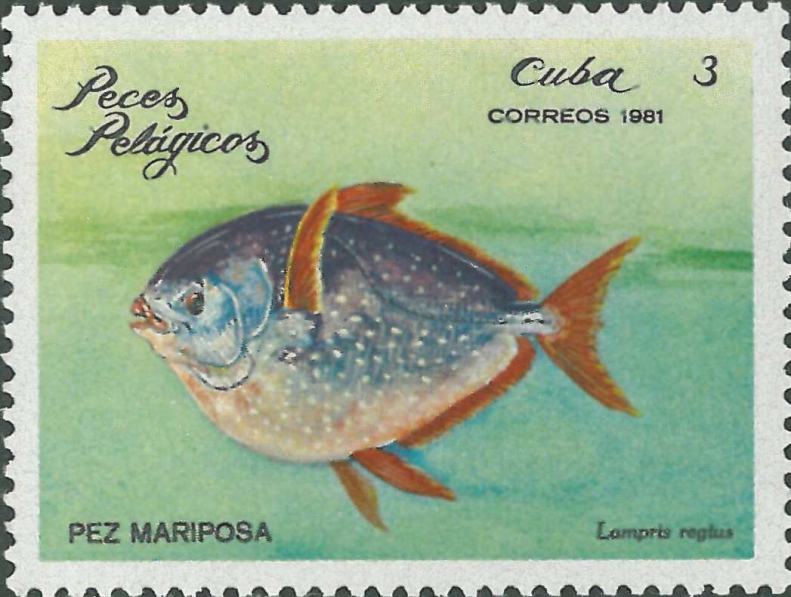 Peces
Pelágicos
Cuba 3
CORREOS 1981
PEZ MARIPOSA
Lampris regius